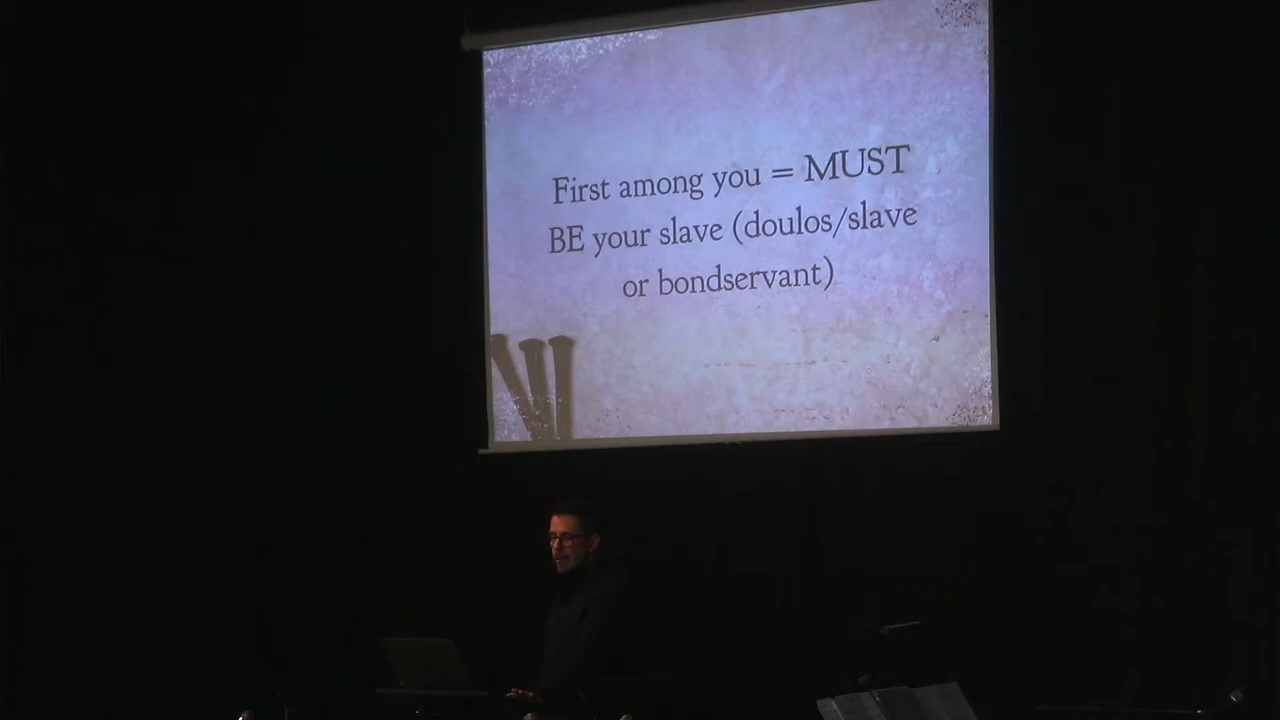 First among you = MUST
BE your slave (doulos/slave
or bondservant)